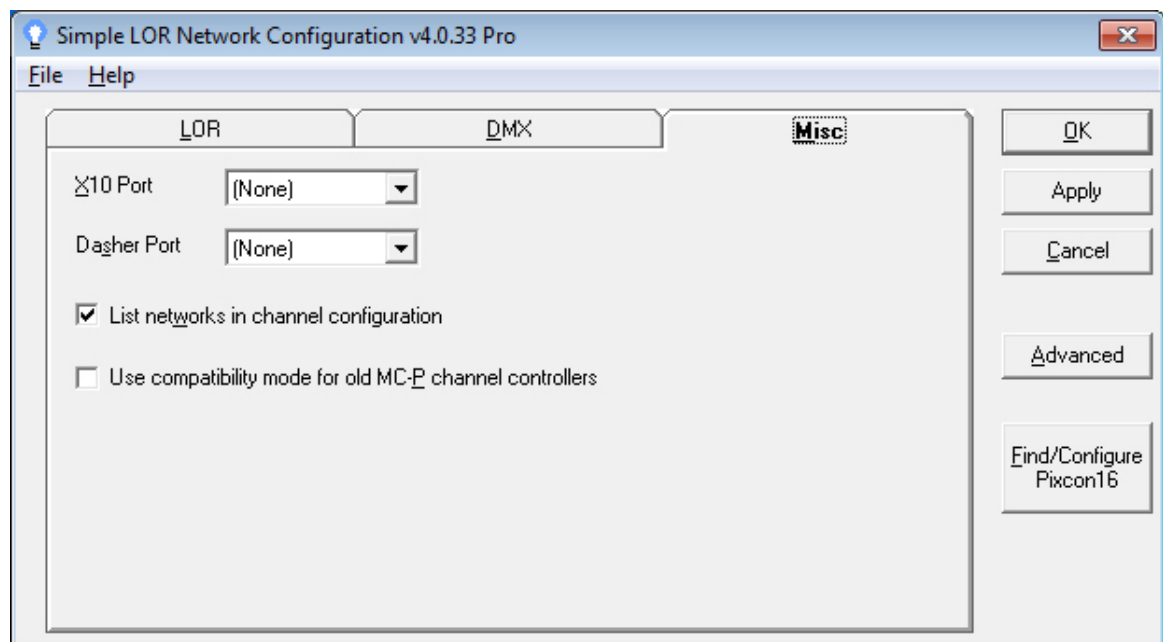 Simple LOR Network Configuration v4.0.33 Pro
File Help
LOR DMX Misc
X10 Port (None)
Dasher Port (None)
List networks in channel configuration
Use compatibility mode for old MC-P channel controllers
OK
Apply
Cancel
Advanced
Find/Configure
Pixcon16